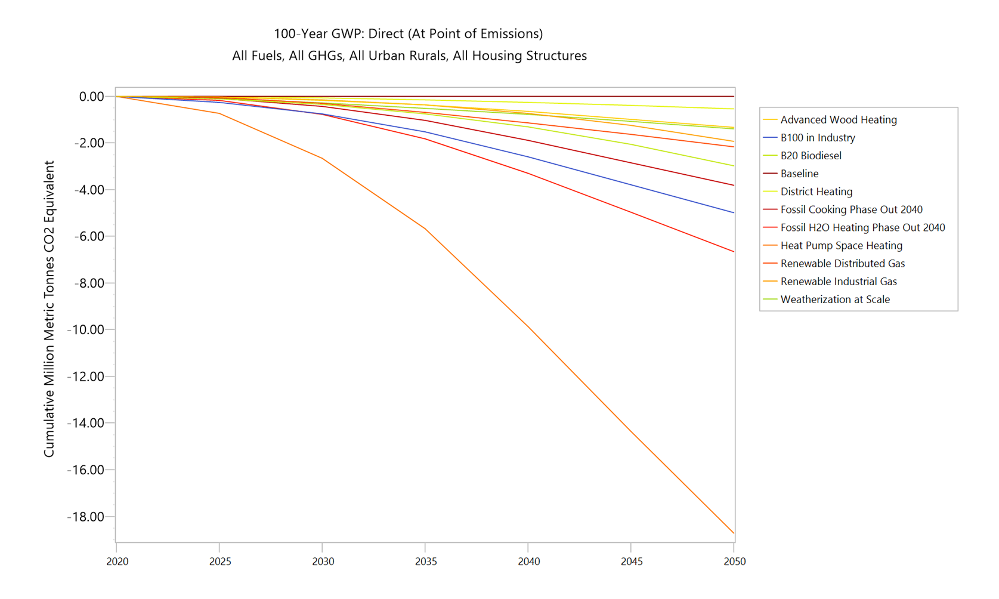 100-Year GWP: Direct (At Point of Emissions)
All Fuels, All GHGs, All Urban Rurals, All Housing Structures
Cumulative Million Metric Tonnes CO2 Equivalent
0.00
-2.00
-4.00
-6.00
-8.00
-10.00
-12.00
-14.00
-16.00
-18.00
2020
2025
2030
2035
2040
2045
2050
Advanced Wood Heating
B100 in Industry
B20 Biodiesel
Baseline
District Heating
Fossil Cooking Phase Out 2040
Fossil H2O Heating Phase Out 2040
Heat Pump Space Heating
Renewable Distributed Gas
Renewable Industrial Gas
Weatherization at Scale